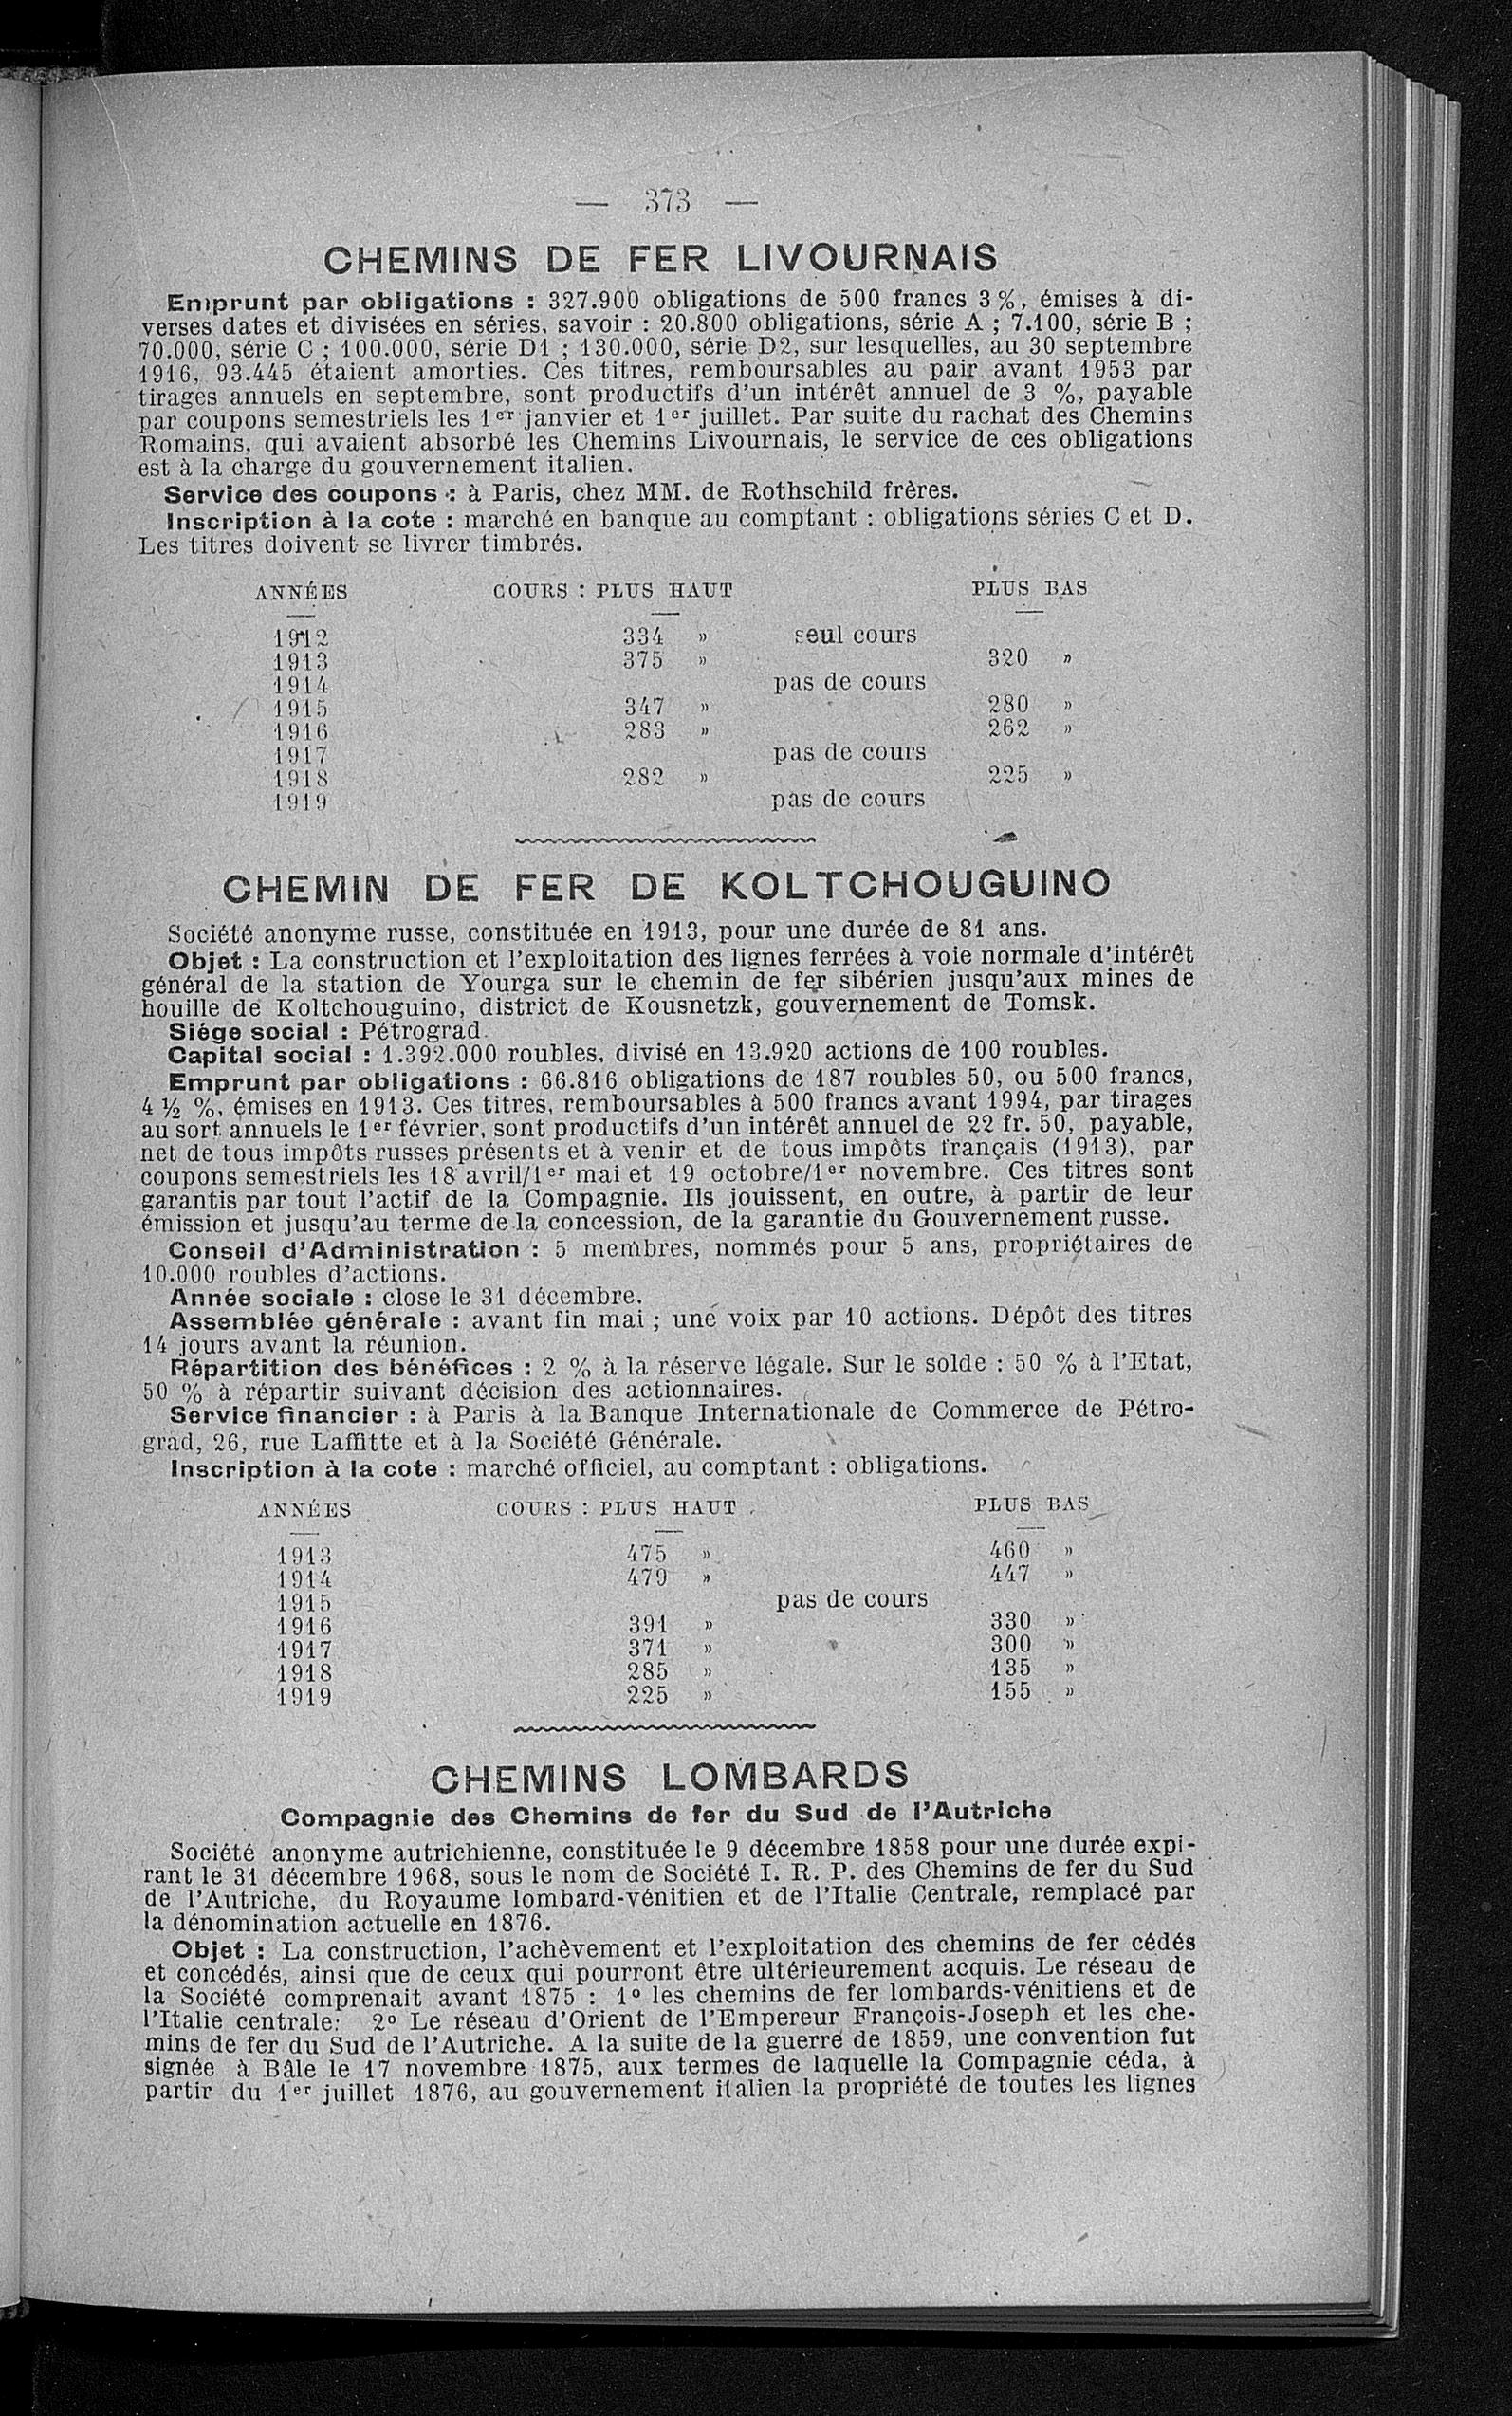 — 373 —
CHEMINS DE FER LIVOURNAIS
Emprunt par obligations : 327.900 obligations de 500 francs 3 %, émises à di-
verses dates et divisées en séries, savoir : 20.800 obligations, série A ; 7.100, série B ;
70.000, série C ; 100.000, série D1 ; 130.000, série D2, sur lesquelles, au 30 septembre
1916, 93.445 étaient amorties. Ces titres, remboursables au pair avant 1953 par
tirages annuels en septembre, sont productifs d'un intérêt annuel de 3 %, payable
par coupons semestriels les 1er janvier et 1er juillet. Par suite du rachat des Chemins
Romains, qui avaient absorbé les Chemins Livournais, le service de ces obligations
est à la charge du gouvernement italien.
Service des coupons : à Paris, chez MM. de Rothschild frères.
Inscription à la cote : marché en banque au comptant : obligations séries C et D.
Les titres doivent se livrer timbrés.
ANNÉES COURS : PLUS HAUT PLUS BAS
1912 334 » seul cours
1913 375 » 320 »
1914 pas de cours
1915 347 » 280 »
1916 283 » 262 »
1917 pas de cours
1918 282 » 225 »
1919 pas de cours
CHEMIN DE FER DE KOLTCHOUGUINO
Société anonyme russe, constituée en 1913, pour une durée de 81 ans.
Objet : La construction et l'exploitation des lignes ferrées à voie normale d'intérêt
général de la station de Yourga sur le chemin de fer sibérien jusqu'aux mines de
houille de Koltchouguino, district de Kousnetzk, gouvernement de Tomsk.
Siége social : Pétrograd.
Capital social : 1.392.000 roubles, divisé en 13.920 actions de 100 roubles.
Emprunt par obligations : 66.816 obligations de 187 roubles 50, ou 500 francs,
4 ½ %, émises en 1913. Ces titres, remboursables à 500 francs avant 1994, par tirages
au sort annuels le 1er février, sont productifs d'un intérêt annuel de 22 fr. 50, payable,
net de tous impôts russes présents et à venir et de tous impôts français (1913), par
coupons semestriels les 18 avril/1er mai et 19 octobre/1er novembre. Ces titres sont
garantis par tout l'actif de la Compagnie. Ils jouissent, en outre, à partir de leur
émission et jusqu'au terme de la concession, de la garantie du Gouvernement russe.
Conseil d'Administration : 5 membres, nommés pour 5 ans, propriétaires de
10.000 roubles d'actions.
Année sociale : close le 31 décembre.
Assemblée générale : avant fin mai ; une voix par 10 actions. Dépôt des titres
14 jours avant la réunion.
Répartition des bénéfices : 2 % à la réserve légale. Sur le solde : 50 % à l'Etat,
50 % à répartir suivant décision des actionnaires.
Service financier : à Paris à la Banque Internationale de Commerce de Pétro-
grad, 26, rue Laffitte et à la Société Générale.
Inscription à la cote : marché officiel, au comptant : obligations.
ANNÉES COURS : PLUS HAUT PLUS BAS
1913 475 » 460 »
1914 479 » 447 »
1915 pas de cours
1916 391 » 330 »
1917 371 » 300 »
1918 285 » 135 »
1919 225 » 155 »
CHEMINS LOMBARDS
Compagnie des Chemins de fer du Sud de l'Autriche
Société anonyme autrichienne, constituée le 9 décembre 1858 pour une durée expi-
rant le 31 décembre 1968, sous le nom de Société I. R. P. des Chemins de fer du Sud
de l'Autriche, du Royaume lombard-vénitien et de l'Italie Centrale, remplacé par
la dénomination actuelle en 1876.
Objet : La construction, l'achèvement et l'exploitation des chemins de fer cédés
et concédés, ainsi que de ceux qui pourront être ultérieurement acquis. Le réseau de
la Société comprenait avant 1875 : 1º les chemins de fer lombards-vénitiens et de
l'Italie centrale; 2º Le réseau d'Orient de l'Empereur François-Joseph et les che-
mins de fer du Sud de l'Autriche. A la suite de la guerre de 1859, une convention fut
signée à Bâle le 17 novembre 1875, aux termes de laquelle la Compagnie céda, à
partir du 1er juillet 1876, au gouvernement italien la propriété de toutes les lignes